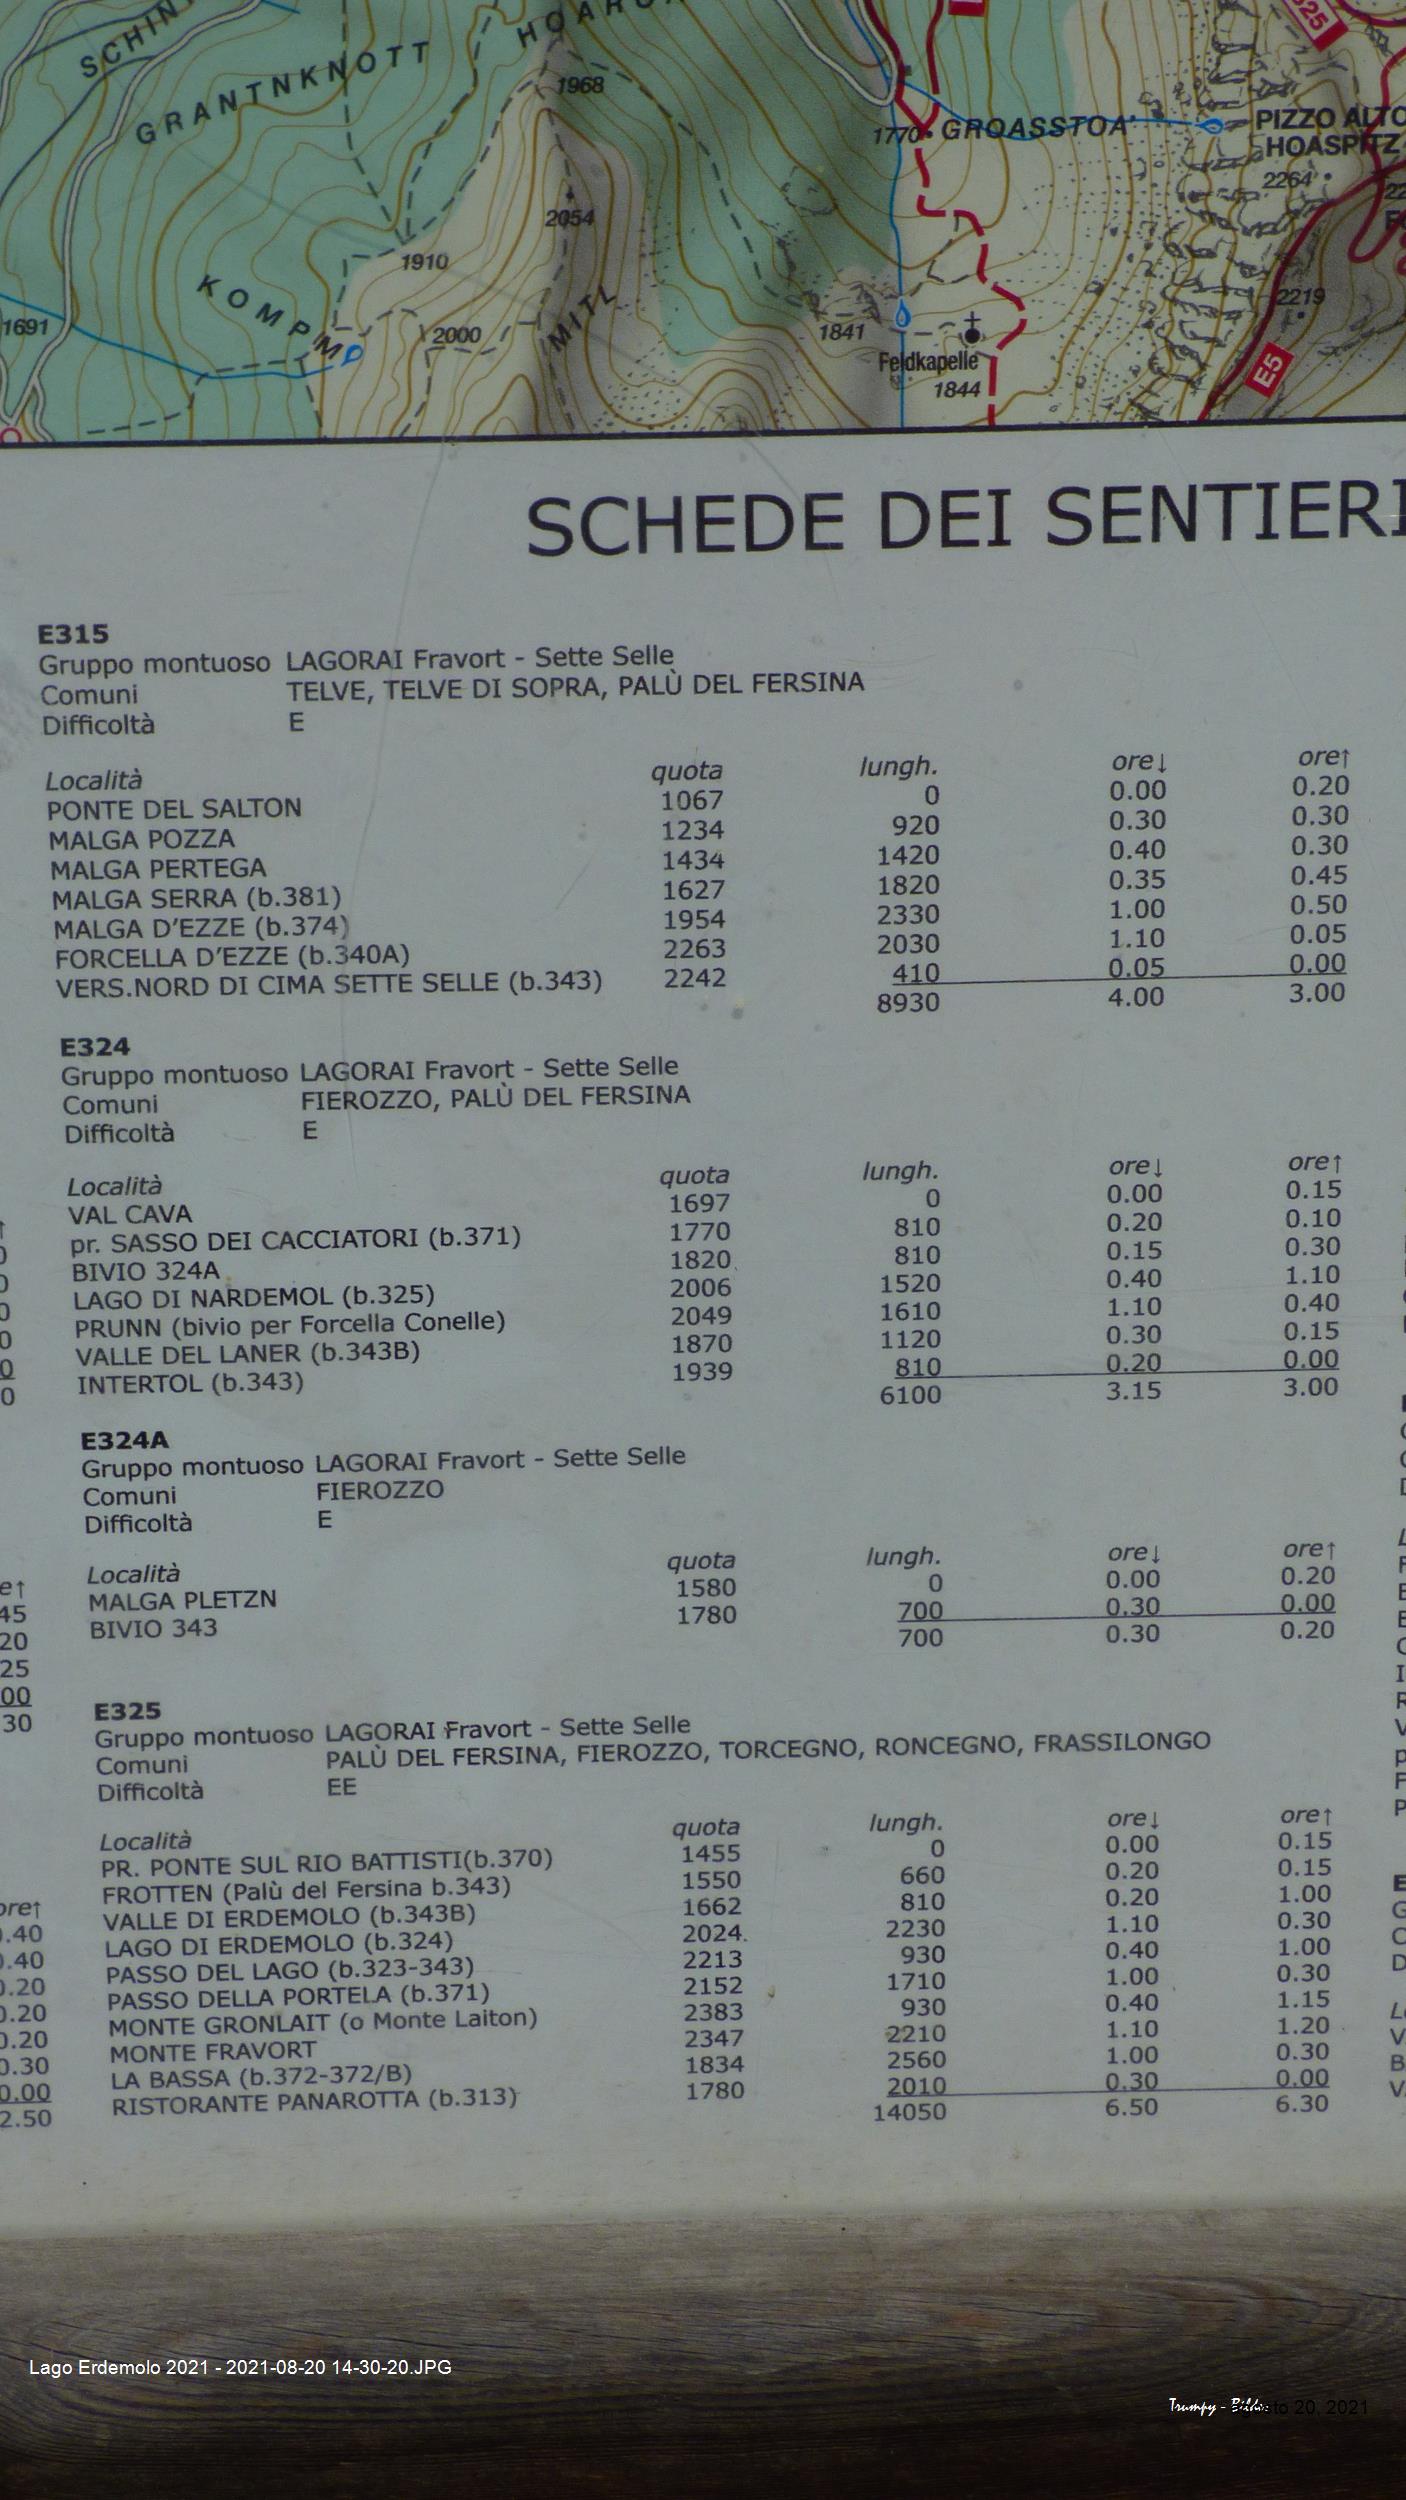 SCHIN
GRANTNKNOTT
1968
1770 GROASSTOA'
PIZZO ALTO
HOASPITZ
2264
2054
1910
KOMPM
MITL
2219
1691
2000
1841
Feldkapelle
1844
E5
SCHEDE DEI SENTIERI
E315
Gruppo montuoso LAGORAI Fravort - Sette Selle
Comuni TELVE, TELVE DI SOPRA, PALÙ DEL FERSINA
Difficoltà E
Località quota lungh. ore↓ ore↑
PONTE DEL SALTON 1067 0 0.00 0.20
MALGA POZZA 1234 920 0.30 0.30
MALGA PERTEGA 1434 1420 0.40 0.30
MALGA SERRA (b.381) 1627 1820 0.35 0.45
MALGA D'EZZE (b.374) 1954 2330 1.00 0.50
FORCELLA D'EZZE (b.340A) 2263 2030 1.10 0.05
VERS.NORD DI CIMA SETTE SELLE (b.343) 2242 410 0.05 0.00
8930 4.00 3.00
E324
Gruppo montuoso LAGORAI Fravort - Sette Selle
Comuni FIEROZZO, PALÙ DEL FERSINA
Difficoltà E
Località quota lungh. ore↓ ore↑
VAL CAVA 1697 0 0.00 0.15
pr. SASSO DEI CACCIATORI (b.371) 1770 810 0.20 0.10
BIVIO 324A 1820 810 0.15 0.30
LAGO DI NARDEMOL (b.325) 2006 1520 0.40 1.10
PRUNN (bivio per Forcella Conelle) 2049 1610 1.10 0.40
VALLE DEL LANER (b.343B) 1870 1120 0.30 0.15
INTERTOL (b.343) 1939 810 0.20 0.00
6100 3.15 3.00
E324A
Gruppo montuoso LAGORAI Fravort - Sette Selle
Comuni FIEROZZO
Difficoltà E
Località quota lungh. ore↓ ore↑
MALGA PLETZN 1580 0 0.00 0.20
BIVIO 343 1780 700 0.30 0.00
700 0.30 0.20
E325
Gruppo montuoso LAGORAI Fravort - Sette Selle
Comuni PALÙ DEL FERSINA, FIEROZZO, TORCEGNO, RONCEGNO, FRASSILONGO
Difficoltà EE
Località quota lungh. ore↓ ore↑
PR. PONTE SUL RIO BATTISTI(b.370) 1455 0 0.00 0.15
FROTTEN (Palù del Fersina b.343) 1550 660 0.20 0.15
VALLE DI ERDEMOLO (b.343B) 1662 810 0.20 1.00
LAGO DI ERDEMOLO (b.324) 2024 2230 1.10 0.30
PASSO DEL LAGO (b.323-343) 2213 930 0.40 1.00
PASSO DELLA PORTELA (b.371) 2152 1710 1.00 0.30
MONTE GRONLAIT (o Monte Laiton) 2383 930 0.40 1.15
MONTE FRAVORT 2347 2210 1.10 1.20
LA BASSA (b.372-372/B) 1834 2560 1.00 0.30
RISTORANTE PANAROTTA (b.313) 1780 2010 0.30 0.00
14050 6.50 6.30
Lago Erdemolo 2021 - 2021-08-20 14-30-20.JPG
Trumpy - 20, 2021